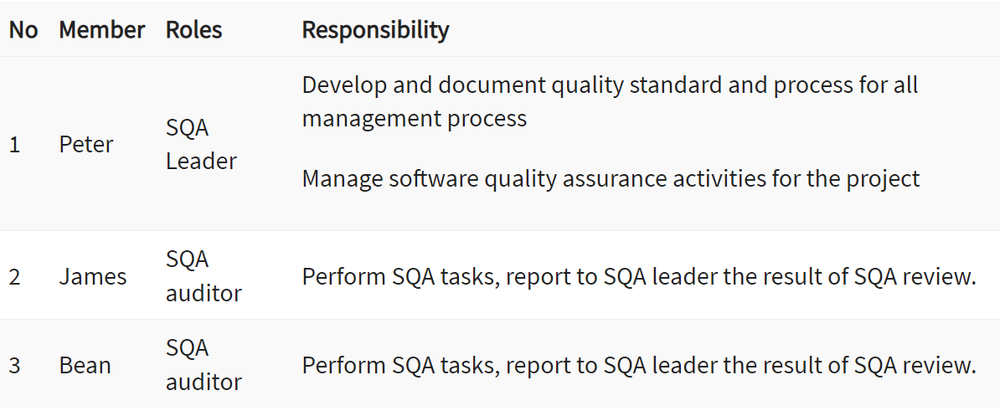 No Member Roles Responsibility
1 Peter SQA Leader Develop and document quality standard and process for all
management process
Manage software quality assurance activities for the project
2 James SQA auditor Perform SQA tasks, report to SQA leader the result of SQA review.
3 Bean SQA auditor Perform SQA tasks, report to SQA leader the result of SQA review.